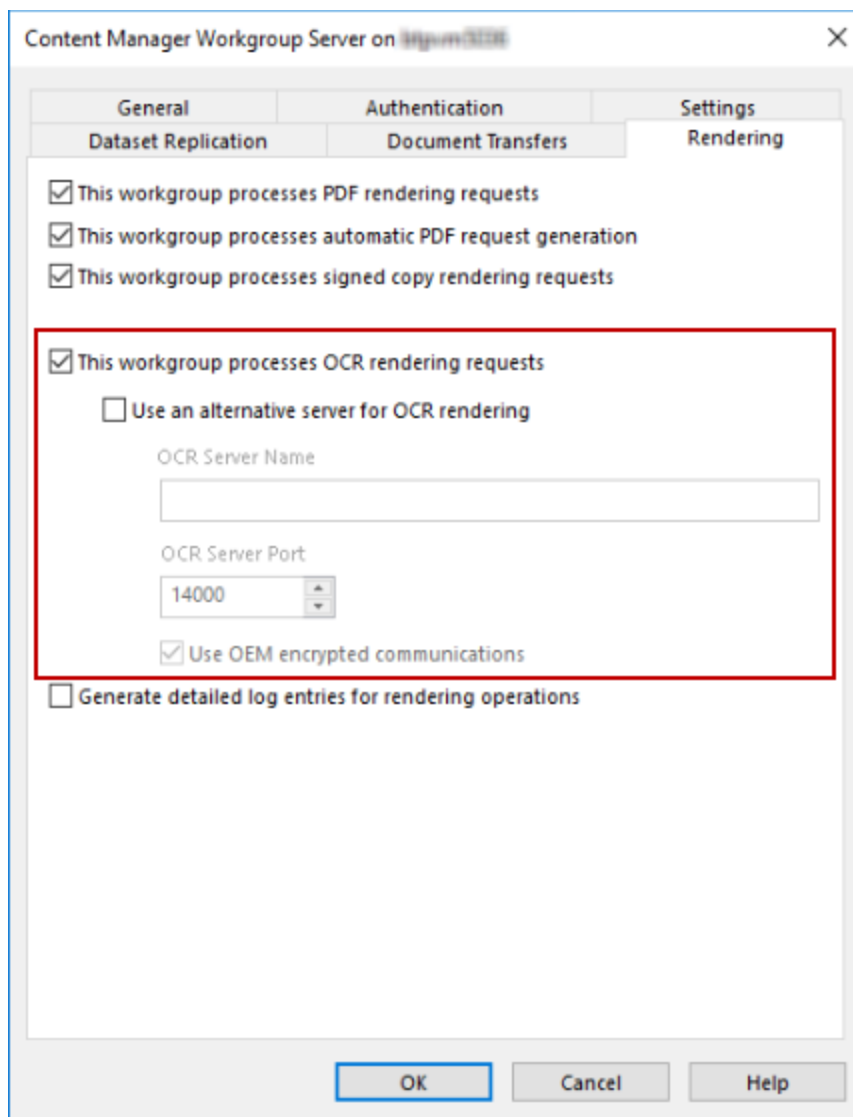 Content Manager Workgroup Server on
General Authentication Settings
Dataset Replication Document Transfers Rendering
This workgroup processes PDF rendering requests
This workgroup processes automatic PDF request generation
This workgroup processes signed copy rendering requests
This workgroup processes OCR rendering requests
Use an alternative server for OCR rendering
OCR Server Name
OCR Server Port
14000
Use OEM encrypted communications
Generate detailed log entries for rendering operations
OK Cancel Help